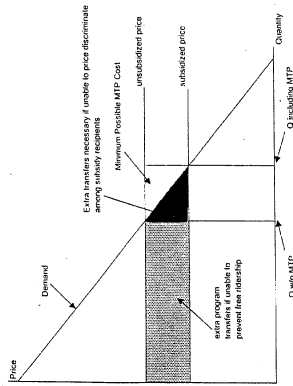 Price
Demand
Extra transfers necessary if unable to price discriminate
among subsidy recipients
Minimum Possible MTP Cost
unsubsidized price
subsidized price
extra program
transfers if unable to
prevent free ridership
Quantity
Q w/o MTP
Q including MTP